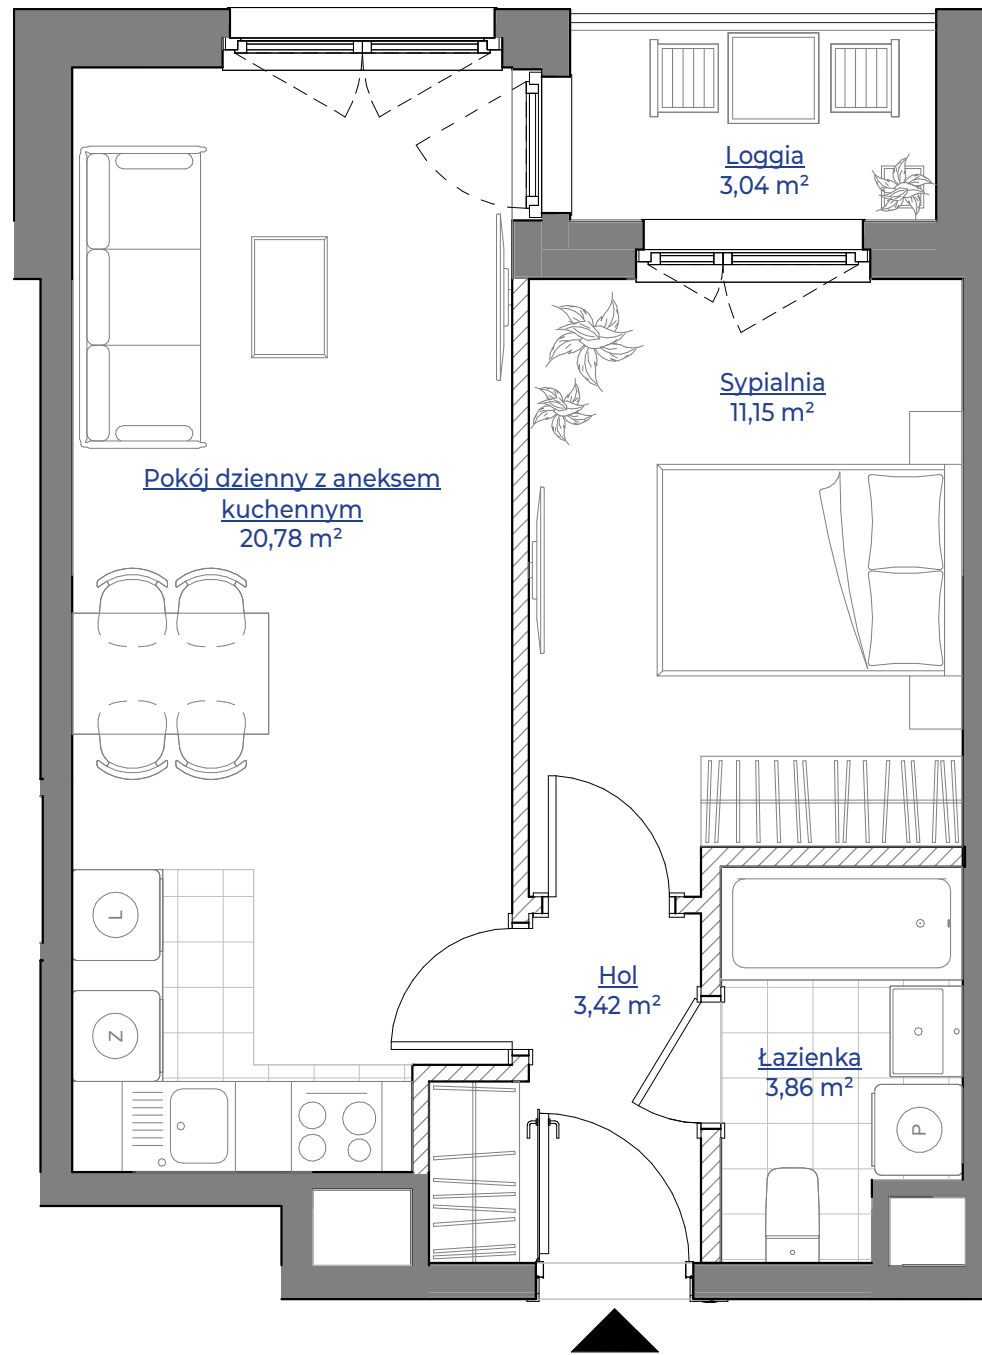 Loggia
3,04 m²
Sypialnia
11,15 m²
Pokój dzienny z aneksem
kuchennym
20,78 m²
L
Z
Hol
3,42 m²
Łazienka
3,86 m²
P